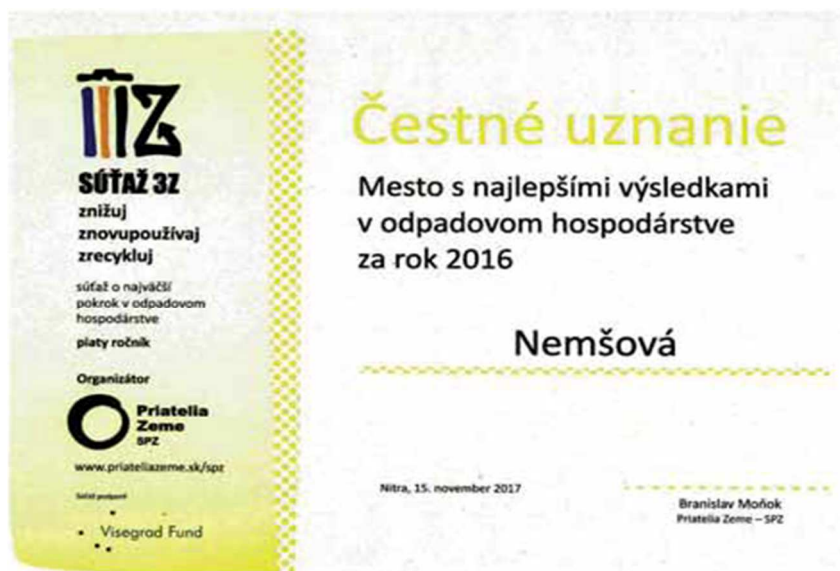 SÚŤAŽ 3Z
znižuj
znovupoužívaj
zrecykluj
súťaž o najväčší
pokrok v odpadovom
hospodárstve
piaty ročník
Organizátor
Priatelia
Zeme
SPZ
www.priateliazeme.sk/spz
Súťaž podporil
Visegrad Fund
Čestné uznanie
Mesto s najlepšími výsledkami
v odpadovom hospodárstve
za rok 2016
Nemšová
Nitra, 15. november 2017
Branislav Moňok
Priatelia Zeme – SPZ